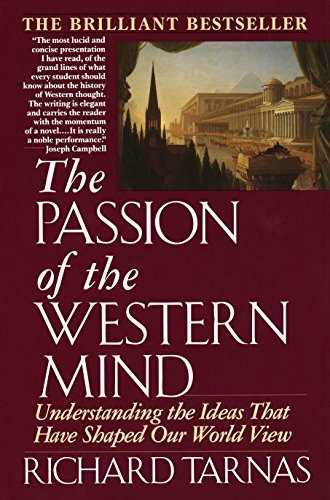 THE BRILLIANT BESTSELLER
"The most lucid and
concise presentation
I have read, of the
grand lines of what
every student should
know about the history
of Western thought.
The writing is elegant
and carries the reader
with the momentum
of a novel.... It is really
a noble performance."
Joseph Campbell
The
PASSION
of the
WESTERN
MIND
Understanding the Ideas That
Have Shaped Our World View
RICHARD TARNAS